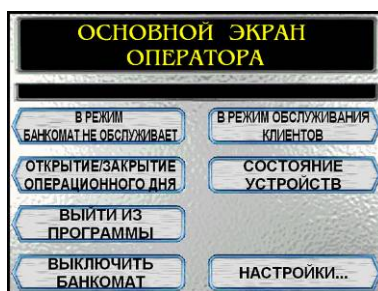 ОСНОВНОЙ ЭКРАН
ОПЕРАТОРА
В РЕЖИМ
БАНКОМАТ НЕ ОБСЛУЖИВАЕТ
В РЕЖИМ ОБСЛУЖИВАНИЯ
КЛИЕНТОВ
ОТКРЫТИЕ/ЗАКРЫТИЕ
ОПЕРАЦИОННОГО ДНЯ
СОСТОЯНИЕ
УСТРОЙСТВ
ВЫЙТИ ИЗ
ПРОГРАММЫ
ВЫКЛЮЧИТЬ
БАНКОМАТ
НАСТРОЙКИ...